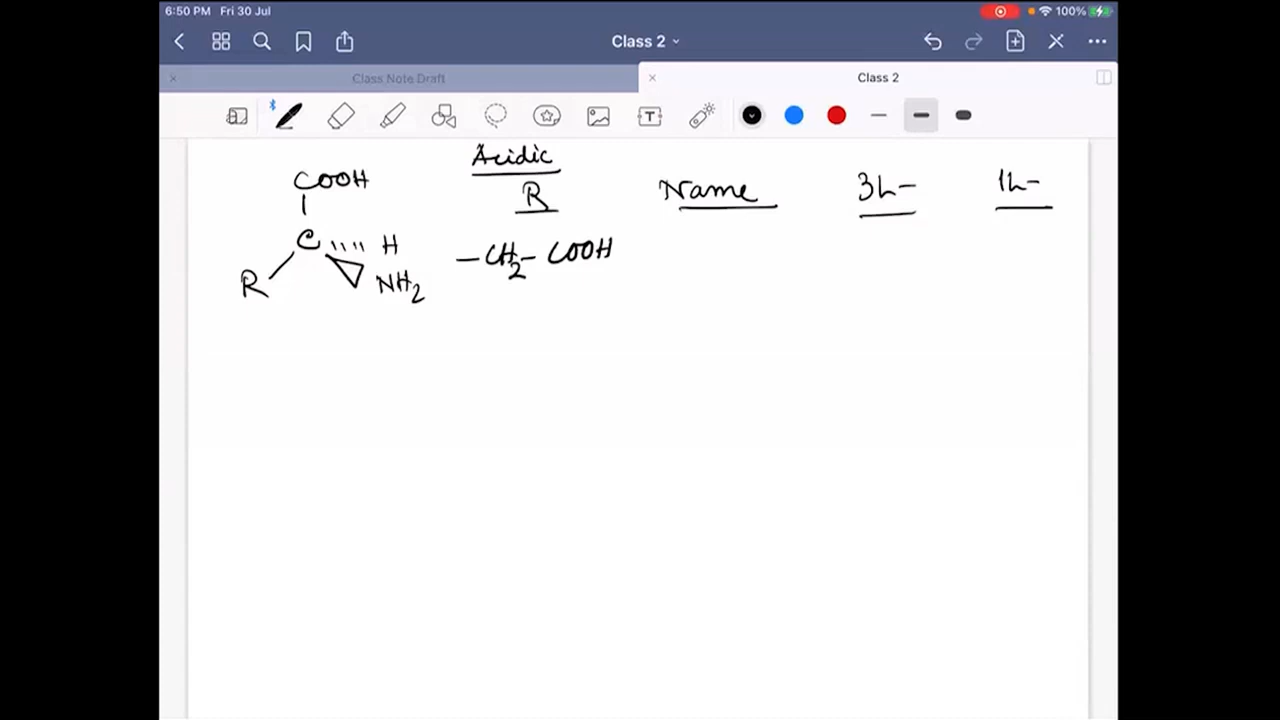 6:50 PM Fri 30 Jul 100%
Class 2
Class Note Draft Class 2
T
Acidic
COOH R Name 3L- 1L-
C H -CH2-COOH
R NH2